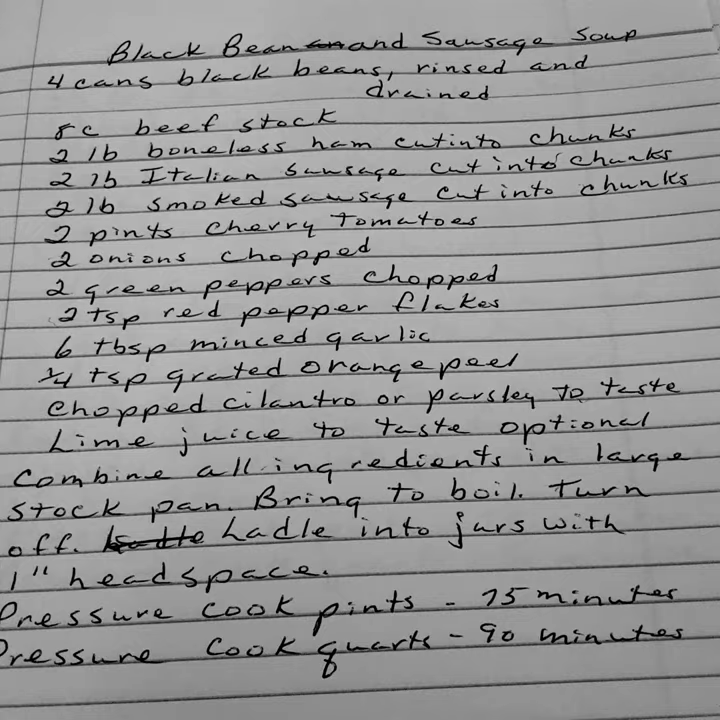 Black Bean and Sausage Soup
4 cans black beans, rinsed and
drained
8 c beef stock
2 lb boneless ham cut into chunks
2 lb Italian sausage cut into chunks
2 lb smoked sausage cut into chunks
2 pints cherry tomatoes
2 onions chopped
2 green peppers chopped
2 tsp red pepper flakes
6 tbsp minced garlic
1/4 tsp grated orange peel
Chopped cilantro or parsley to taste
Lime juice to taste optional
Combine all ingredients in large
stock pan. Bring to boil. Turn
off. Ladle into jars with
1" headspace.
Pressure cook pints - 75 minutes
Pressure cook quarts - 90 minutes